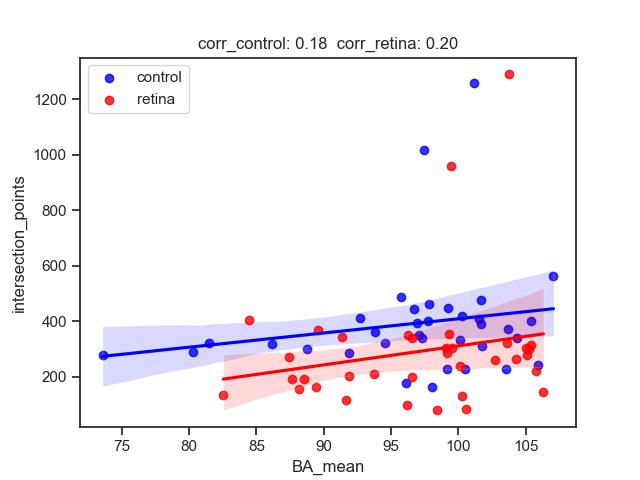 corr_control: 0.18  corr_retina: 0.20
control
retina
1200
1000
800
600
400
200
intersection_points
75 80 85 90 95 100 105
BA_mean